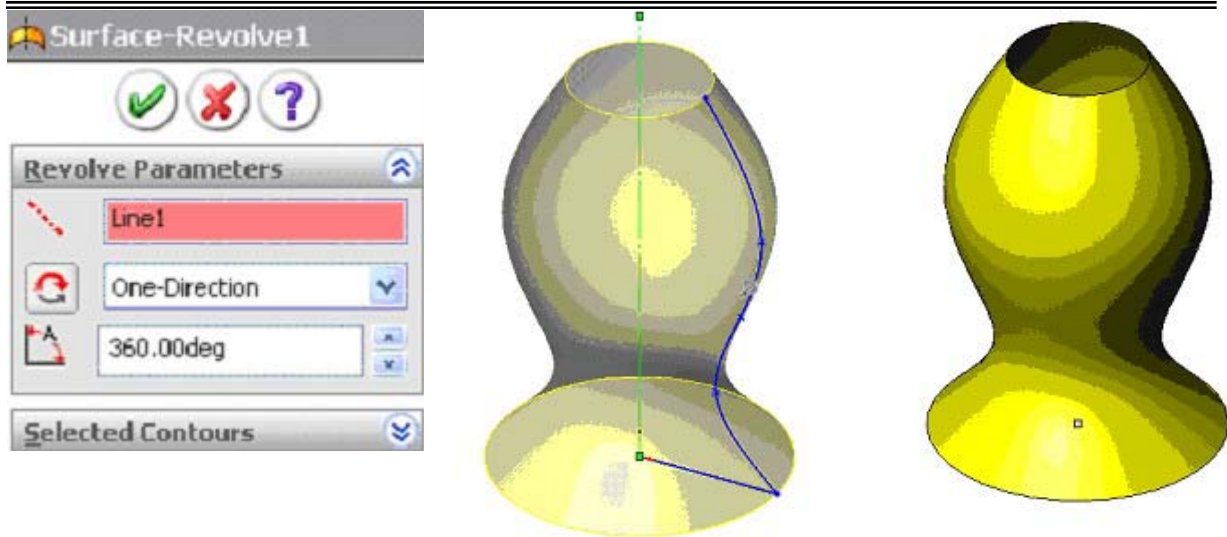 Surface-Revolve1
?
Revolve Parameters
Line1
One-Direction
A
360.00deg
Selected Contours